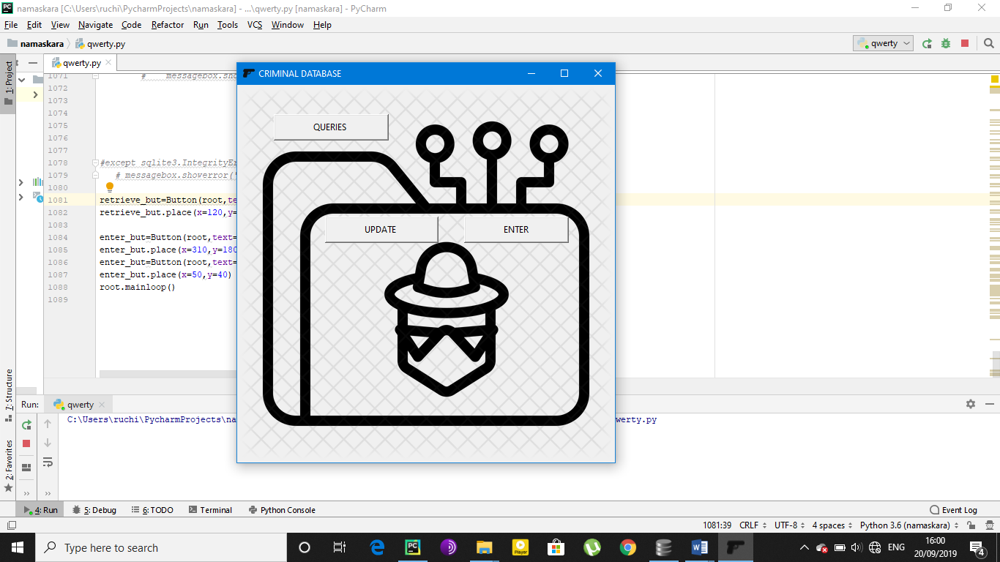 namaskara [C:\Users\ruchi\PycharmProjects\namaskara] - ...\qwerty.py [namaskara] - PyCharm
File Edit View Navigate Code Refactor Run Tools VCS Window Help
namaskara qwerty.py qwerty
1: Project
qwerty.py
CRIMINAL DATABASE
QUERIES
UPDATE ENTER
1071 # messagebox.sho
1072
1073
1074
1075
1076
1077
1078 #except sqlite3.IntegrityEr
1079 # messagebox.showerror('
1080
1081 retrieve_but=Button(root,te
1082 retrieve_but.place(x=120,y=
1083
1084 enter_but=Button(root,text=
1085 enter_but.place(x=310,y=180
1086 enter_but=Button(root,text=
1087 enter_but.place(x=50,y=40)
1088 root.mainloop()
1089
7: Structure
2: Favorites
Run: qwerty
C:\Users\ruchi\PycharmProjects\na werty.py
4: Run 5: Debug 6: TODO Terminal Python Console Event Log
1081:39 CRLF UTF-8 4 spaces Python 3.6 (namaskara)
Type here to search
PC
Player
ENG
16:00
20/09/2019
4